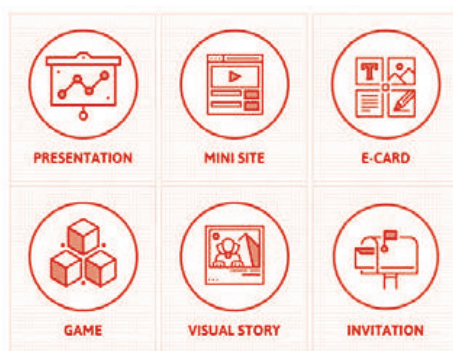 PRESENTATION
MINI SITE
E-CARD
T
GAME
VISUAL STORY
INVITATION